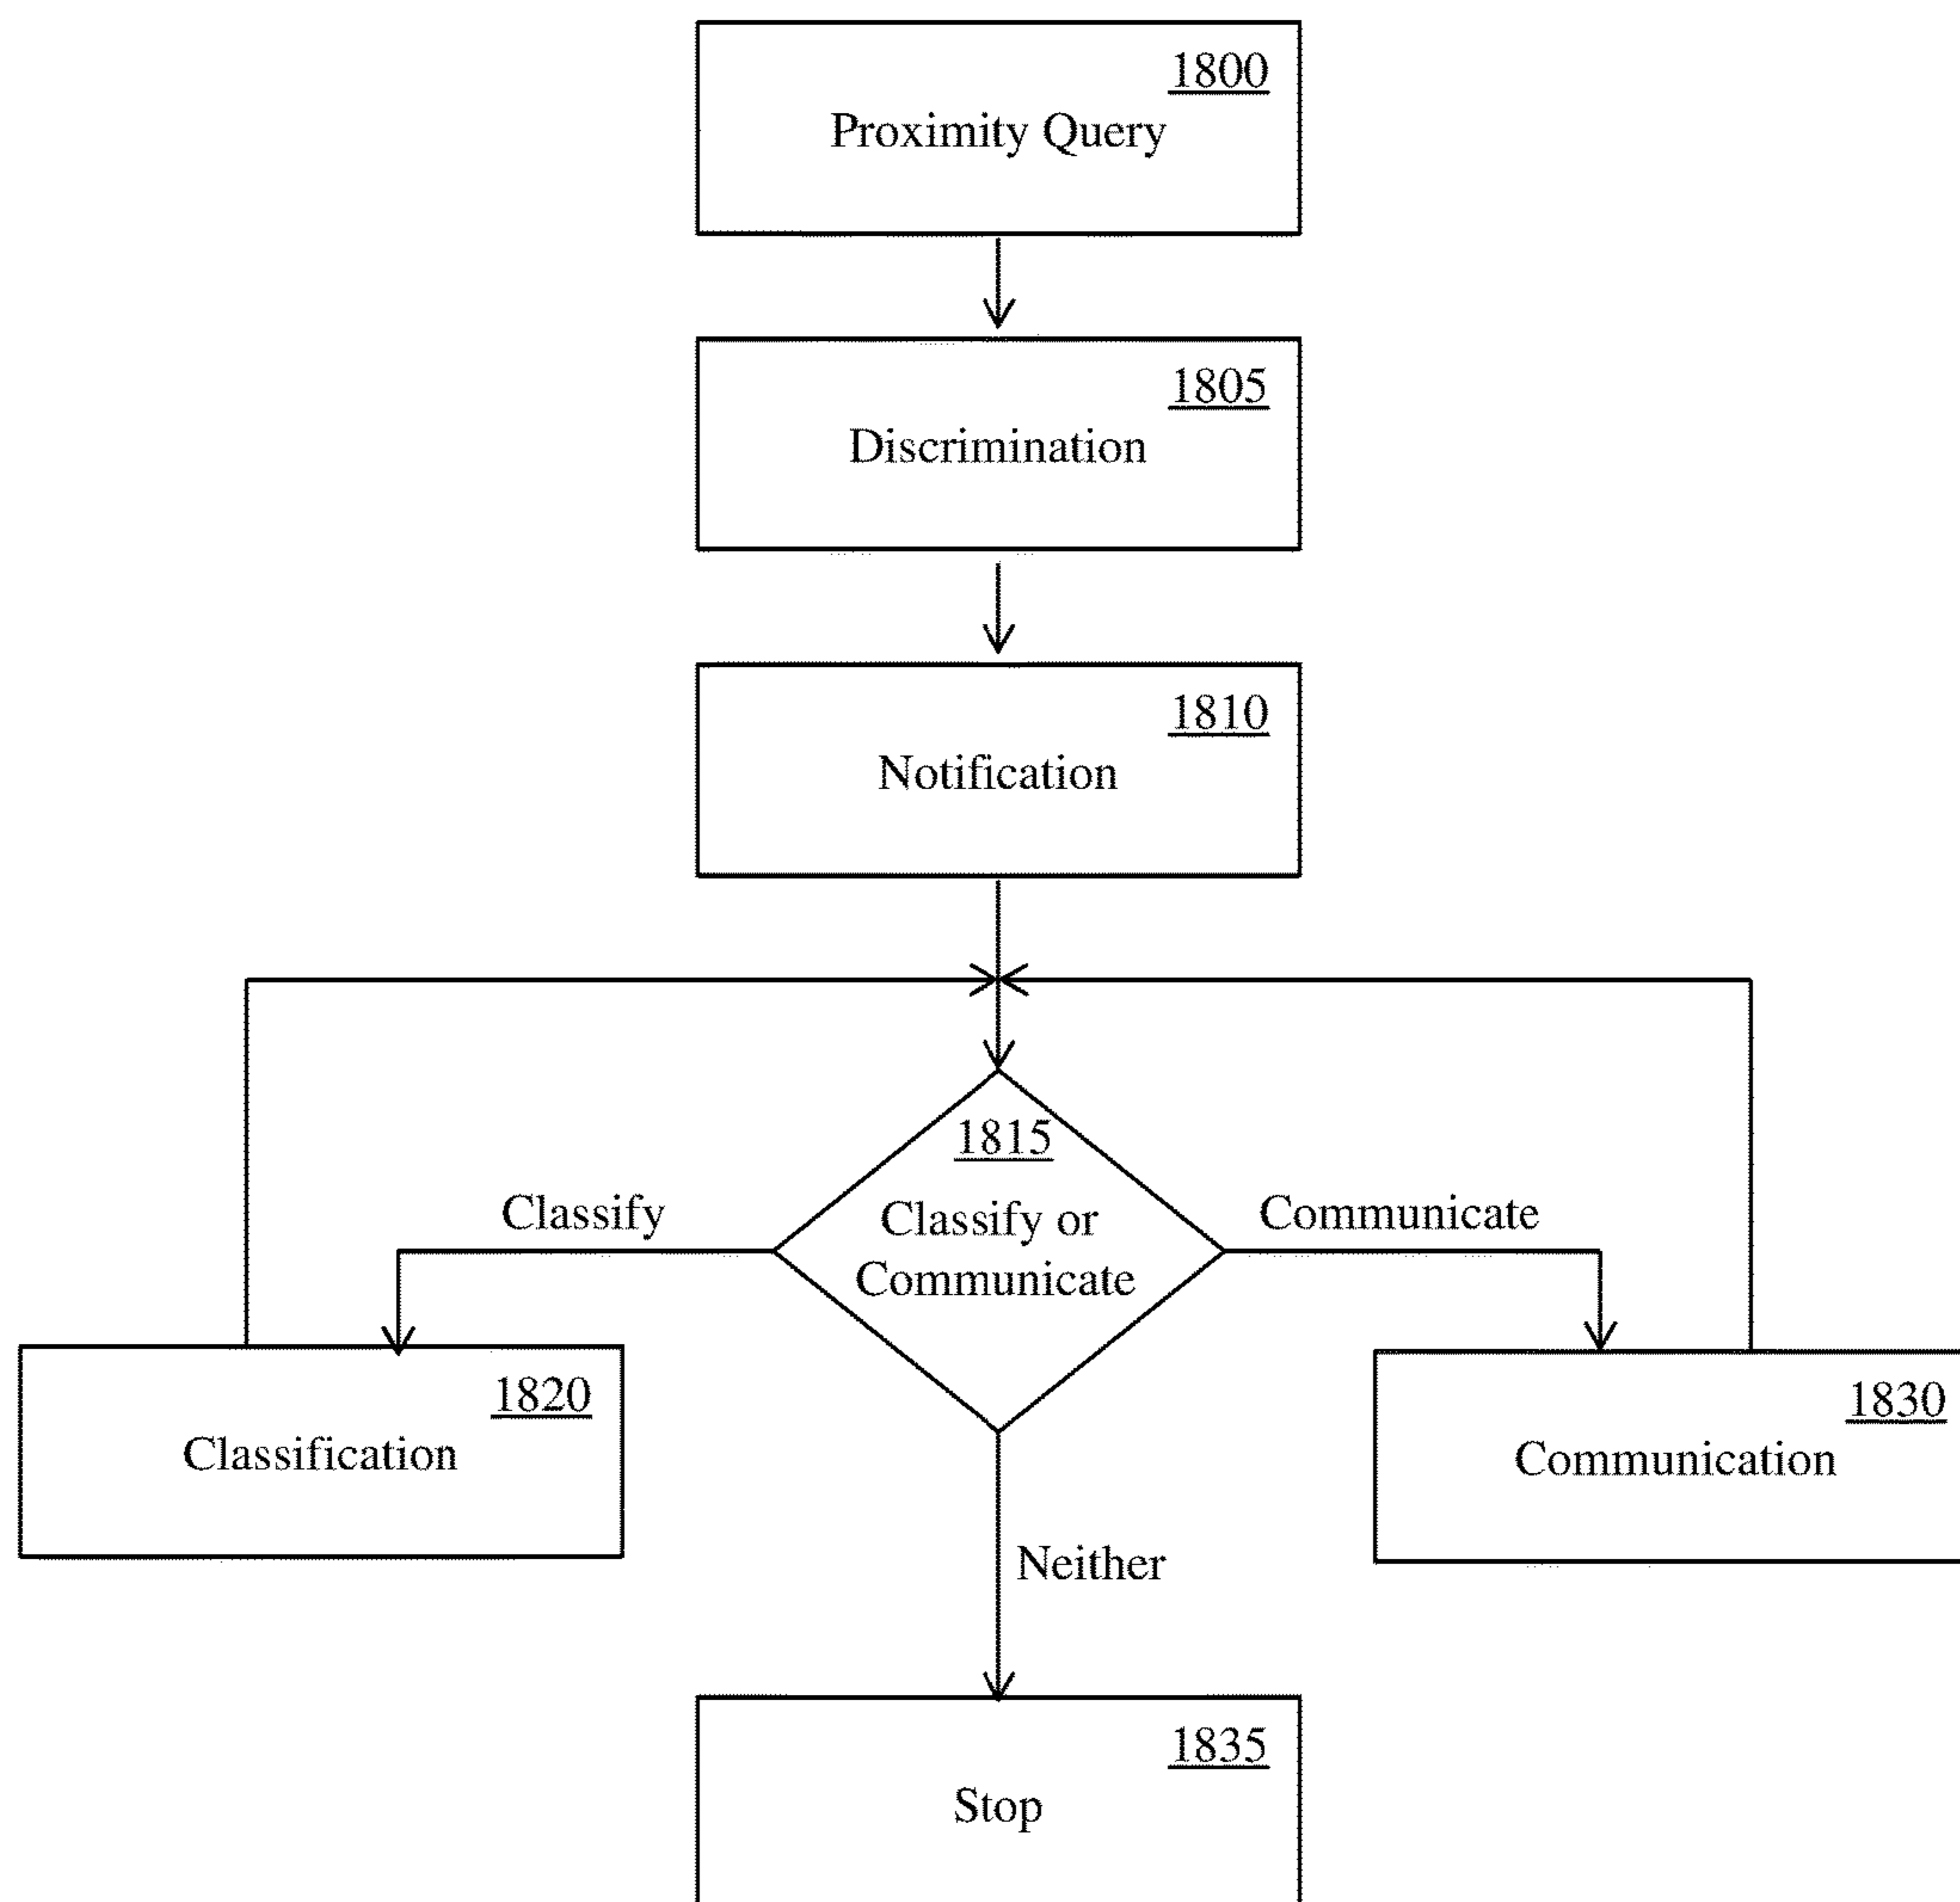 1800
Proximity Query
1805
Discrimination
1810
Notification
1815
Classify or
Communicate
Classify
Communicate
1820
Classification
1830
Communication
Neither
1835
Stop